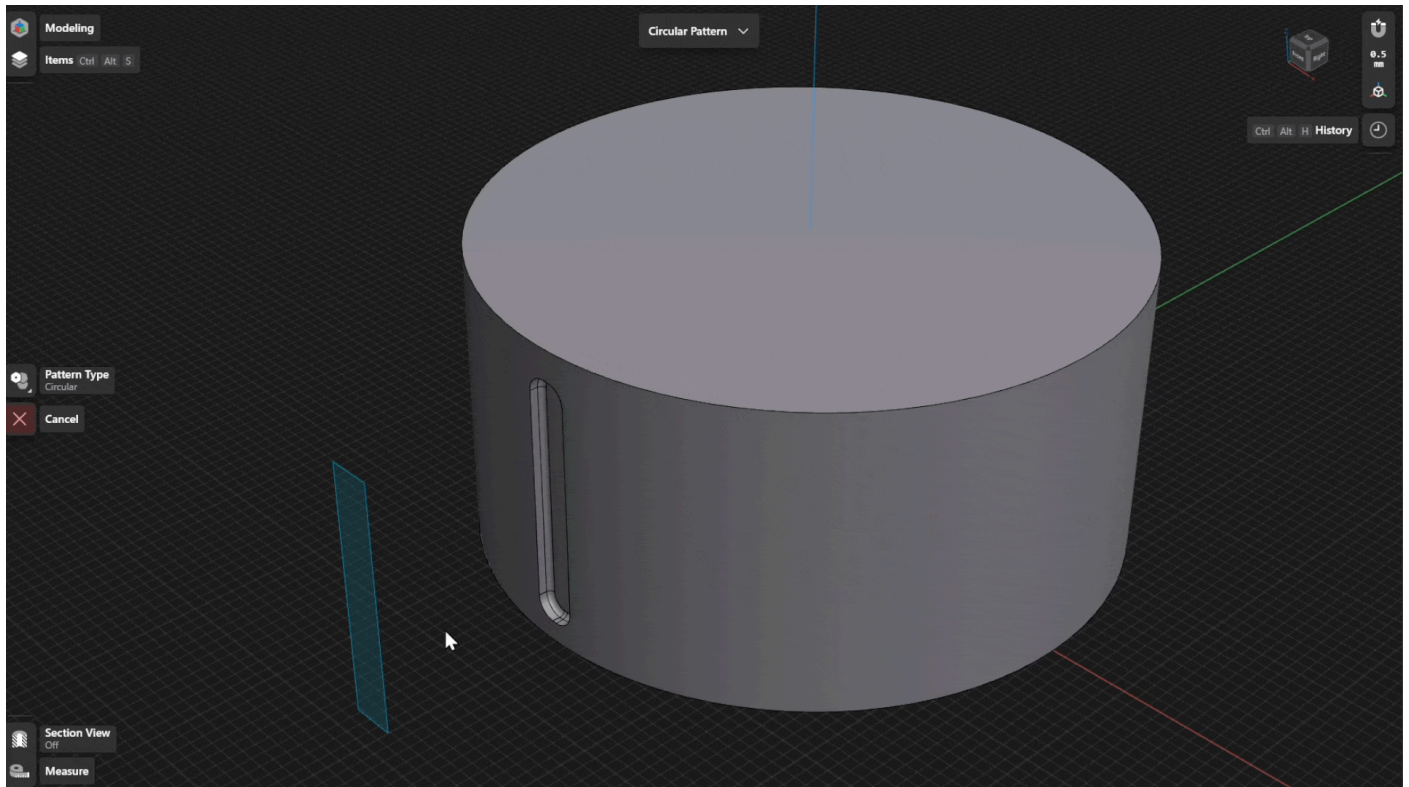 Modeling
Items Ctrl Alt S
Circular Pattern
0.5
mm
Ctrl Alt H History
Pattern Type
Circular
Cancel
Section View
Off
Measure